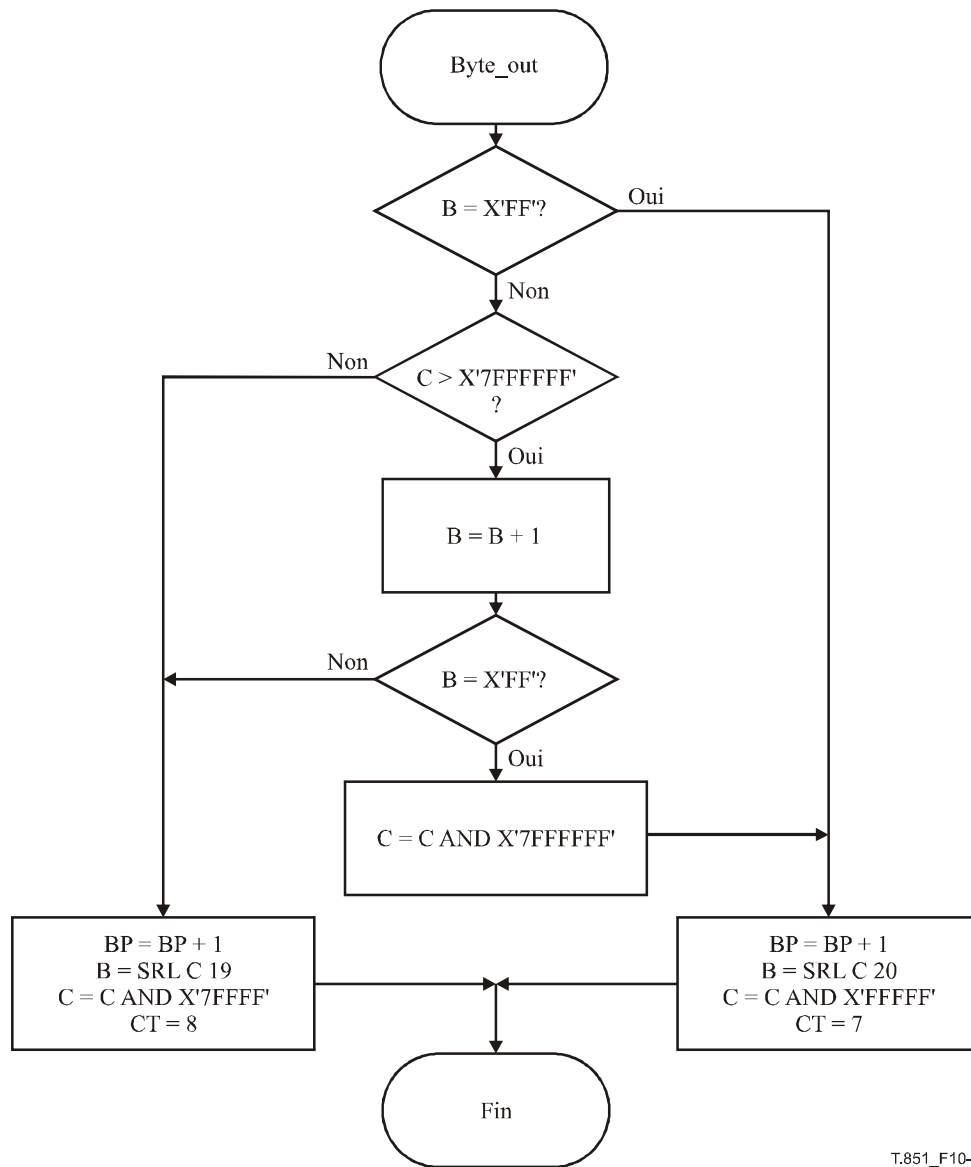 Byte_out
B = X'FF'?
Oui
Non
Non
C > X'7FFFFFF'
?
Oui
B = B + 1
Non
B = X'FF'?
Oui
C = C AND X'7FFFFFF'
BP = BP + 1
B = SRL C 19
C = C AND X'7FFFF'
CT = 8
BP = BP + 1
B = SRL C 20
C = C AND X'FFFFF'
CT = 7
Fin
T.851_F10-